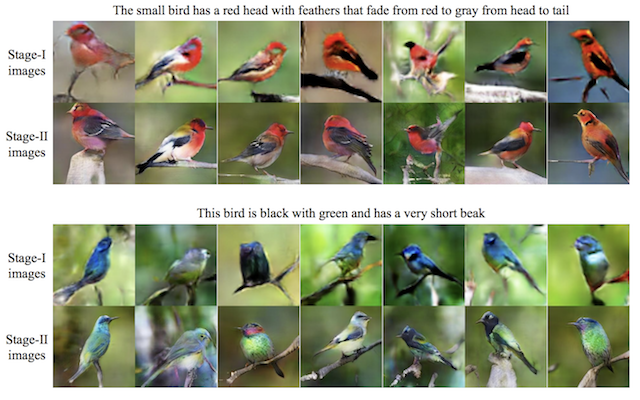 The small bird has a red head with feathers that fade from red to gray from head to tail
Stage-I
images
Stage-II
images
This bird is black with green and has a very short beak
Stage-I
images
Stage-II
images